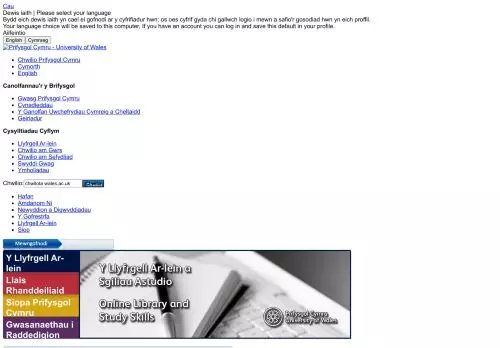 Cau
Dewis iaith | Please select your language
Bydd eich dewis iaith yn cael ei gofnodi ar y cyfrifiadur hwn; os oes cyfrif gyda chi gallwch logio i mewn a safio'r gosodiad hwn yn eich proffil.
Your language choice will be saved to this computer, if you have an account you can log in and save this default in your profile.
Ailfeintio
English Cymraeg
Prifysgol Cymru - University of Wales
Chwilio Prifysgol Cymru
Cymorth
English
Canolfannau'r y Brifysgol
Gwasg Prifysgol Cymru
Cynadleddau
Y Ganolfan Uwchefrydiau Cymreig a Cheltaidd
Geiriadur
Cysylltiadau Cyflym
Llyfrgell Ar-lein
Chwilio am Gwrs
Chwilio am Sefydliad
Swyddi Gwag
Ymholiadau
Chwilio: chwiliota wales.ac.uk Chwilio
Hafan
Amdanom Ni
Newyddion a Digwyddiadau
Y Gofrestrfa
Llyfrgell Ar-lein
Siop
Mewngofnodi
Y Llyfrgell Ar-lein
Llais Rhanddeiliaid
Siopa Prifysgol Cymru
Gwasanaethau i Raddedigion
Y Llyfrgell Ar-lein a
Sgiliau Astudio
Online Library and
Study Skills
Prifysgol Cymru
University of Wales